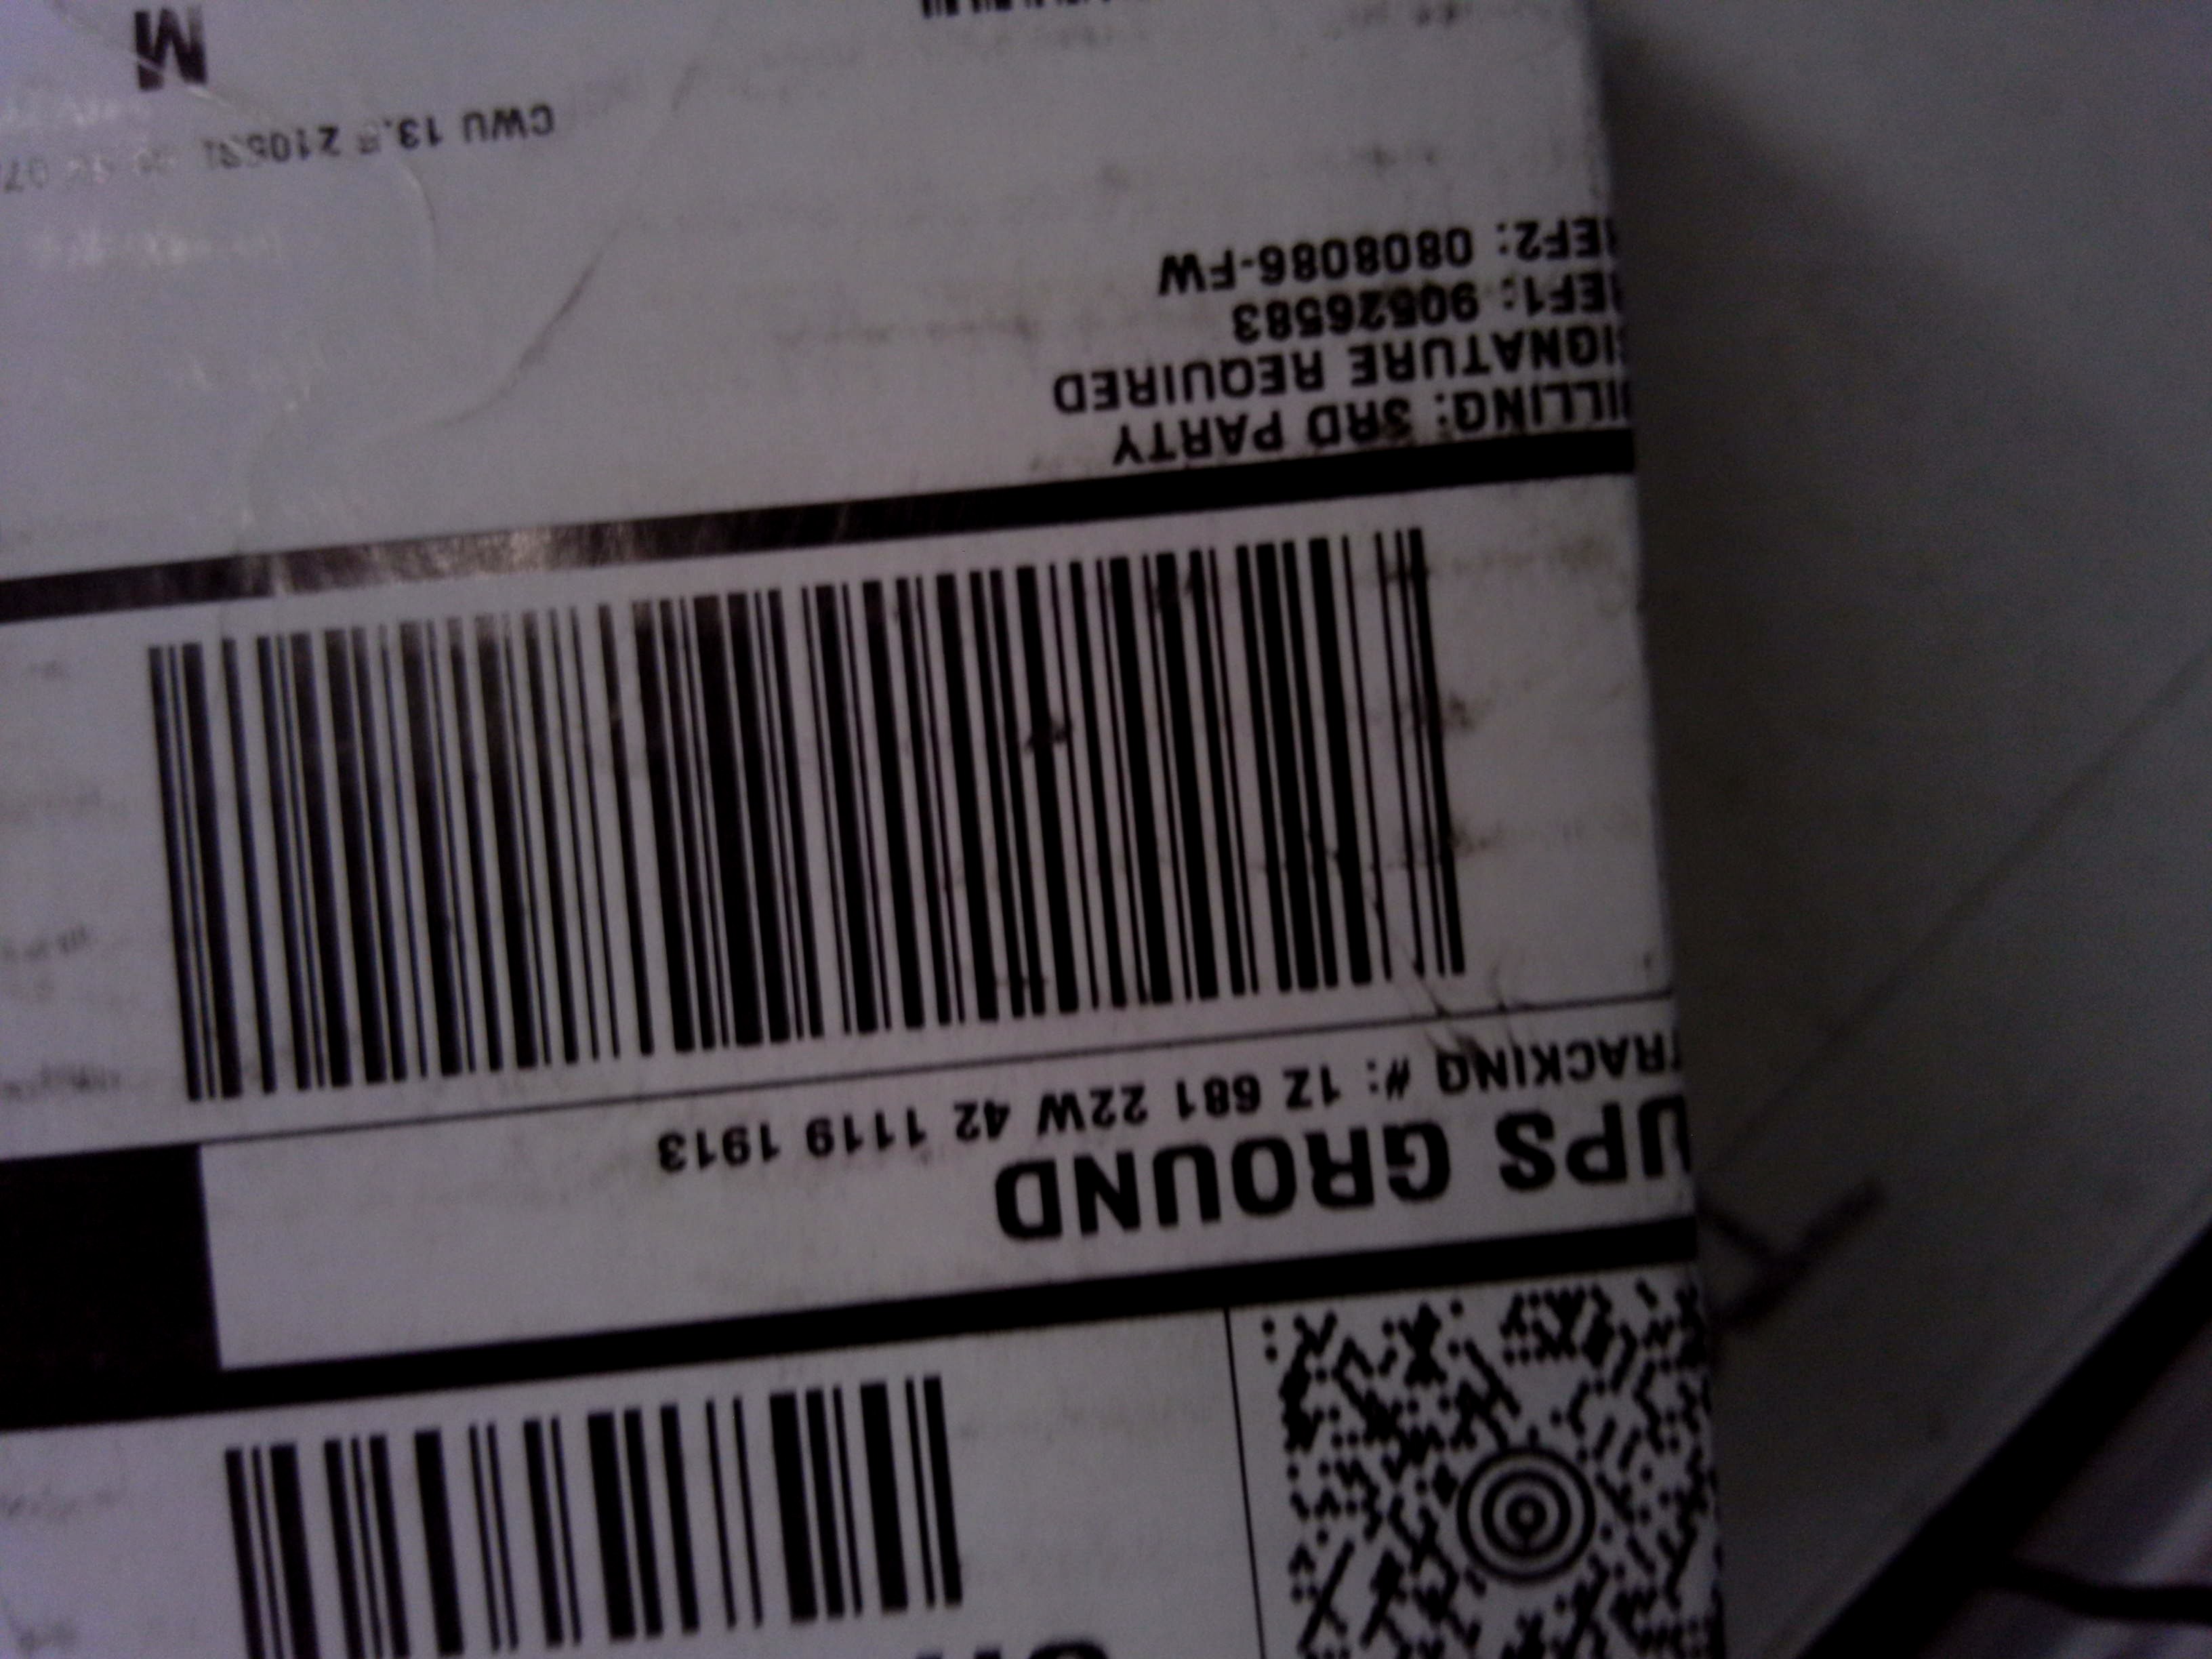 UPS GROUND
TRACKING #: 1Z 681 22W 42 1119 1913
BILLING: 3RD PARTY
SIGNATURE REQUIRED
REF1: 90526583
REF2: 0808086-FW
CWU 13.
M